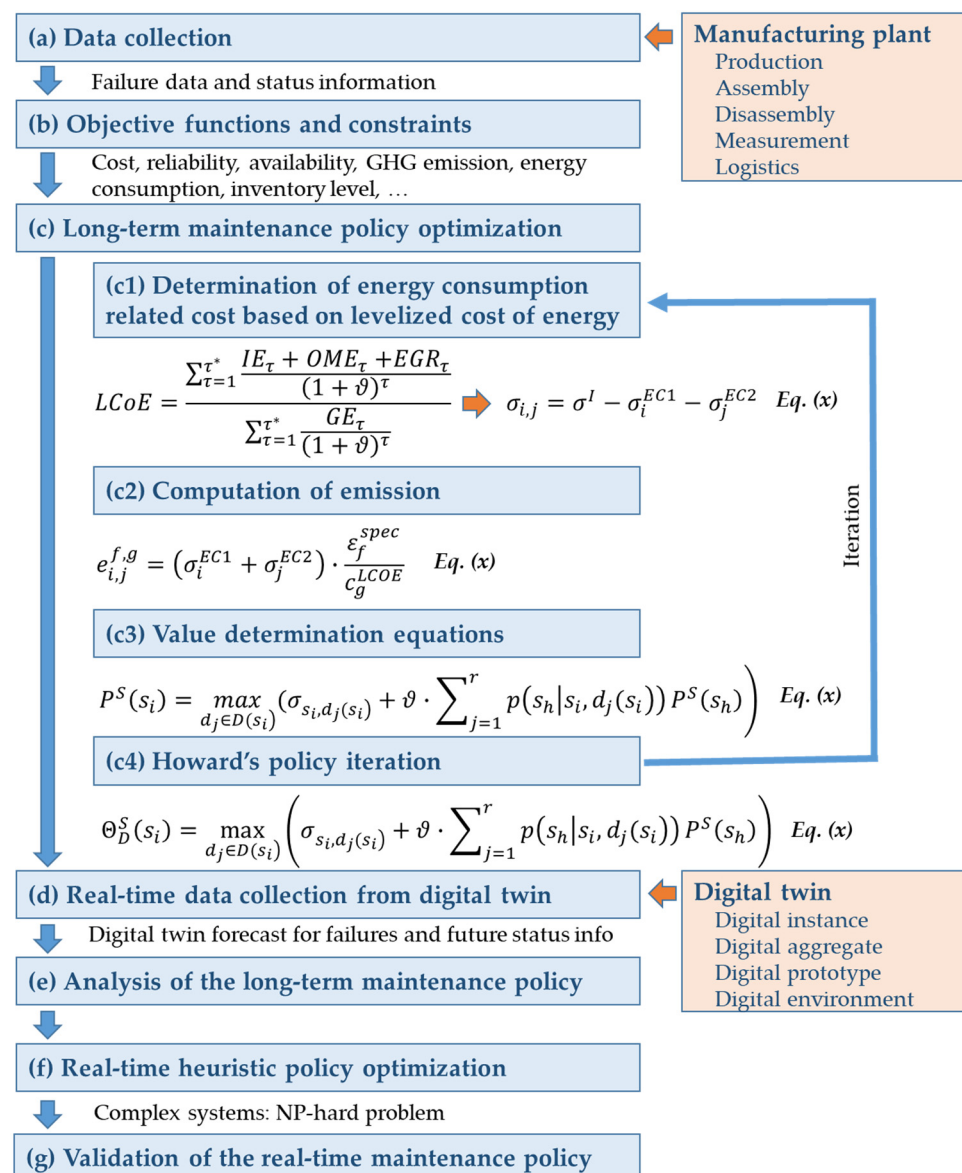 (a) Data collection
Manufacturing plant
Production
Assembly
Disassembly
Measurement
Logistics
Failure data and status information
(b) Objective functions and constraints
Cost, reliability, availability, GHG emission, energy
consumption, inventory level, …
(c) Long-term maintenance policy optimization
(c1) Determination of energy consumption
related cost based on levelized cost of energy
LCoE = \frac{\sum_{τ=1}^{τ^*} \frac{IE_τ + OME_τ + EGR_τ}{(1 + ϑ)^τ}}{\sum_{τ=1}^{τ^*} \frac{GE_τ}{(1 + ϑ)^τ}} σ_{i,j} = σ^I − σ_i^{EC1} − σ_j^{EC2} Eq. (x)
(c2) Computation of emission
e_{i,j}^{f,g} = (σ_i^{EC1} + σ_j^{EC2}) · \frac{ε_f^{spec}}{c_g^{LCOE}} Eq. (x)
Iteration
(c3) Value determination equations
P^S(s_i) = \max_{d_j∈D(s_i)} (σ_{s_i,d_j(s_i)} + ϑ · \sum_{j=1}^{r} p(s_h|s_i, d_j(s_i)) P^S(s_h)) Eq. (x)
(c4) Howard's policy iteration
Θ_D^S(s_i) = \max_{d_j∈D(s_i)} (σ_{s_i,d_j(s_i)} + ϑ · \sum_{j=1}^{r} p(s_h|s_i, d_j(s_i)) P^S(s_h)) Eq. (x)
(d) Real-time data collection from digital twin
Digital twin
Digital instance
Digital aggregate
Digital prototype
Digital environment
Digital twin forecast for failures and future status info
(e) Analysis of the long-term maintenance policy
(f) Real-time heuristic policy optimization
Complex systems: NP-hard problem
(g) Validation of the real-time maintenance policy